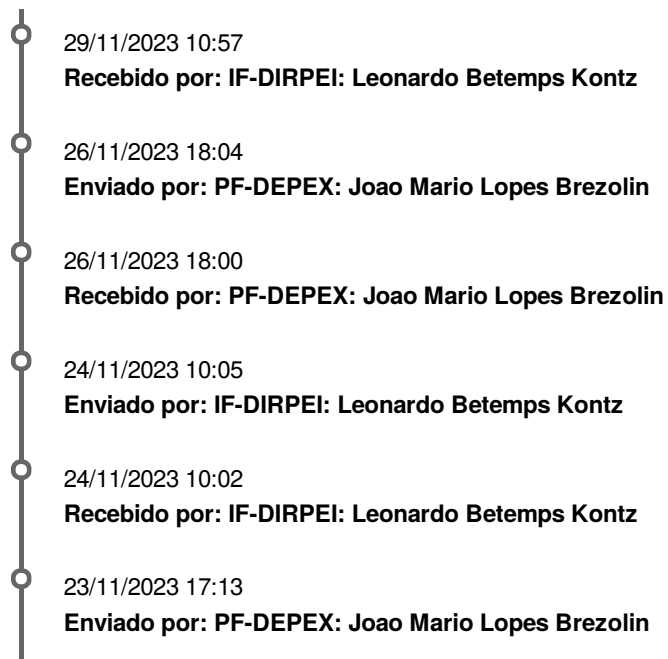 29/11/2023 10:57
Recebido por: IF-DIRPEI: Leonardo Betemps Kontz
26/11/2023 18:04
Enviado por: PF-DEPEX: Joao Mario Lopes Brezolin
26/11/2023 18:00
Recebido por: PF-DEPEX: Joao Mario Lopes Brezolin
24/11/2023 10:05
Enviado por: IF-DIRPEI: Leonardo Betemps Kontz
24/11/2023 10:02
Recebido por: IF-DIRPEI: Leonardo Betemps Kontz
23/11/2023 17:13
Enviado por: PF-DEPEX: Joao Mario Lopes Brezolin